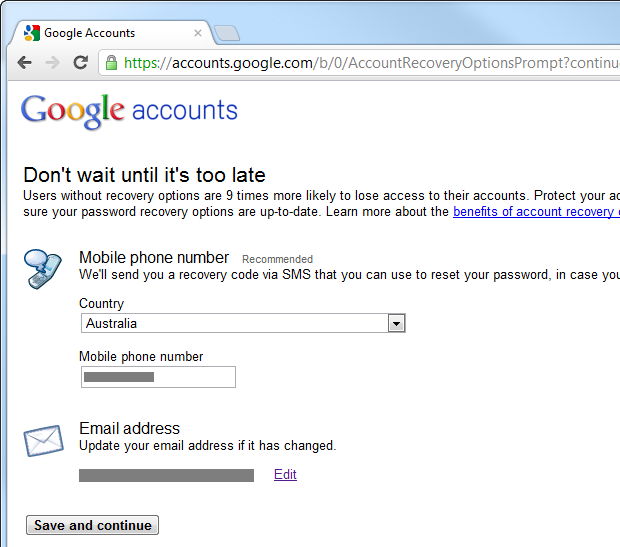 Google Accounts
https://accounts.google.com/b/0/AccountRecoveryOptionsPrompt?continu
Google accounts
Don't wait until it's too late
Users without recovery options are 9 times more likely to lose access to their accounts. Protect your
sure your password recovery options are up-to-date. Learn more about the benefits of account recovery
Mobile phone number Recommended
We'll send you a recovery code via SMS that you can use to reset your password, in case you
Country
Australia
Mobile phone number
Email address
Update your email address if it has changed.
Edit
Save and continue